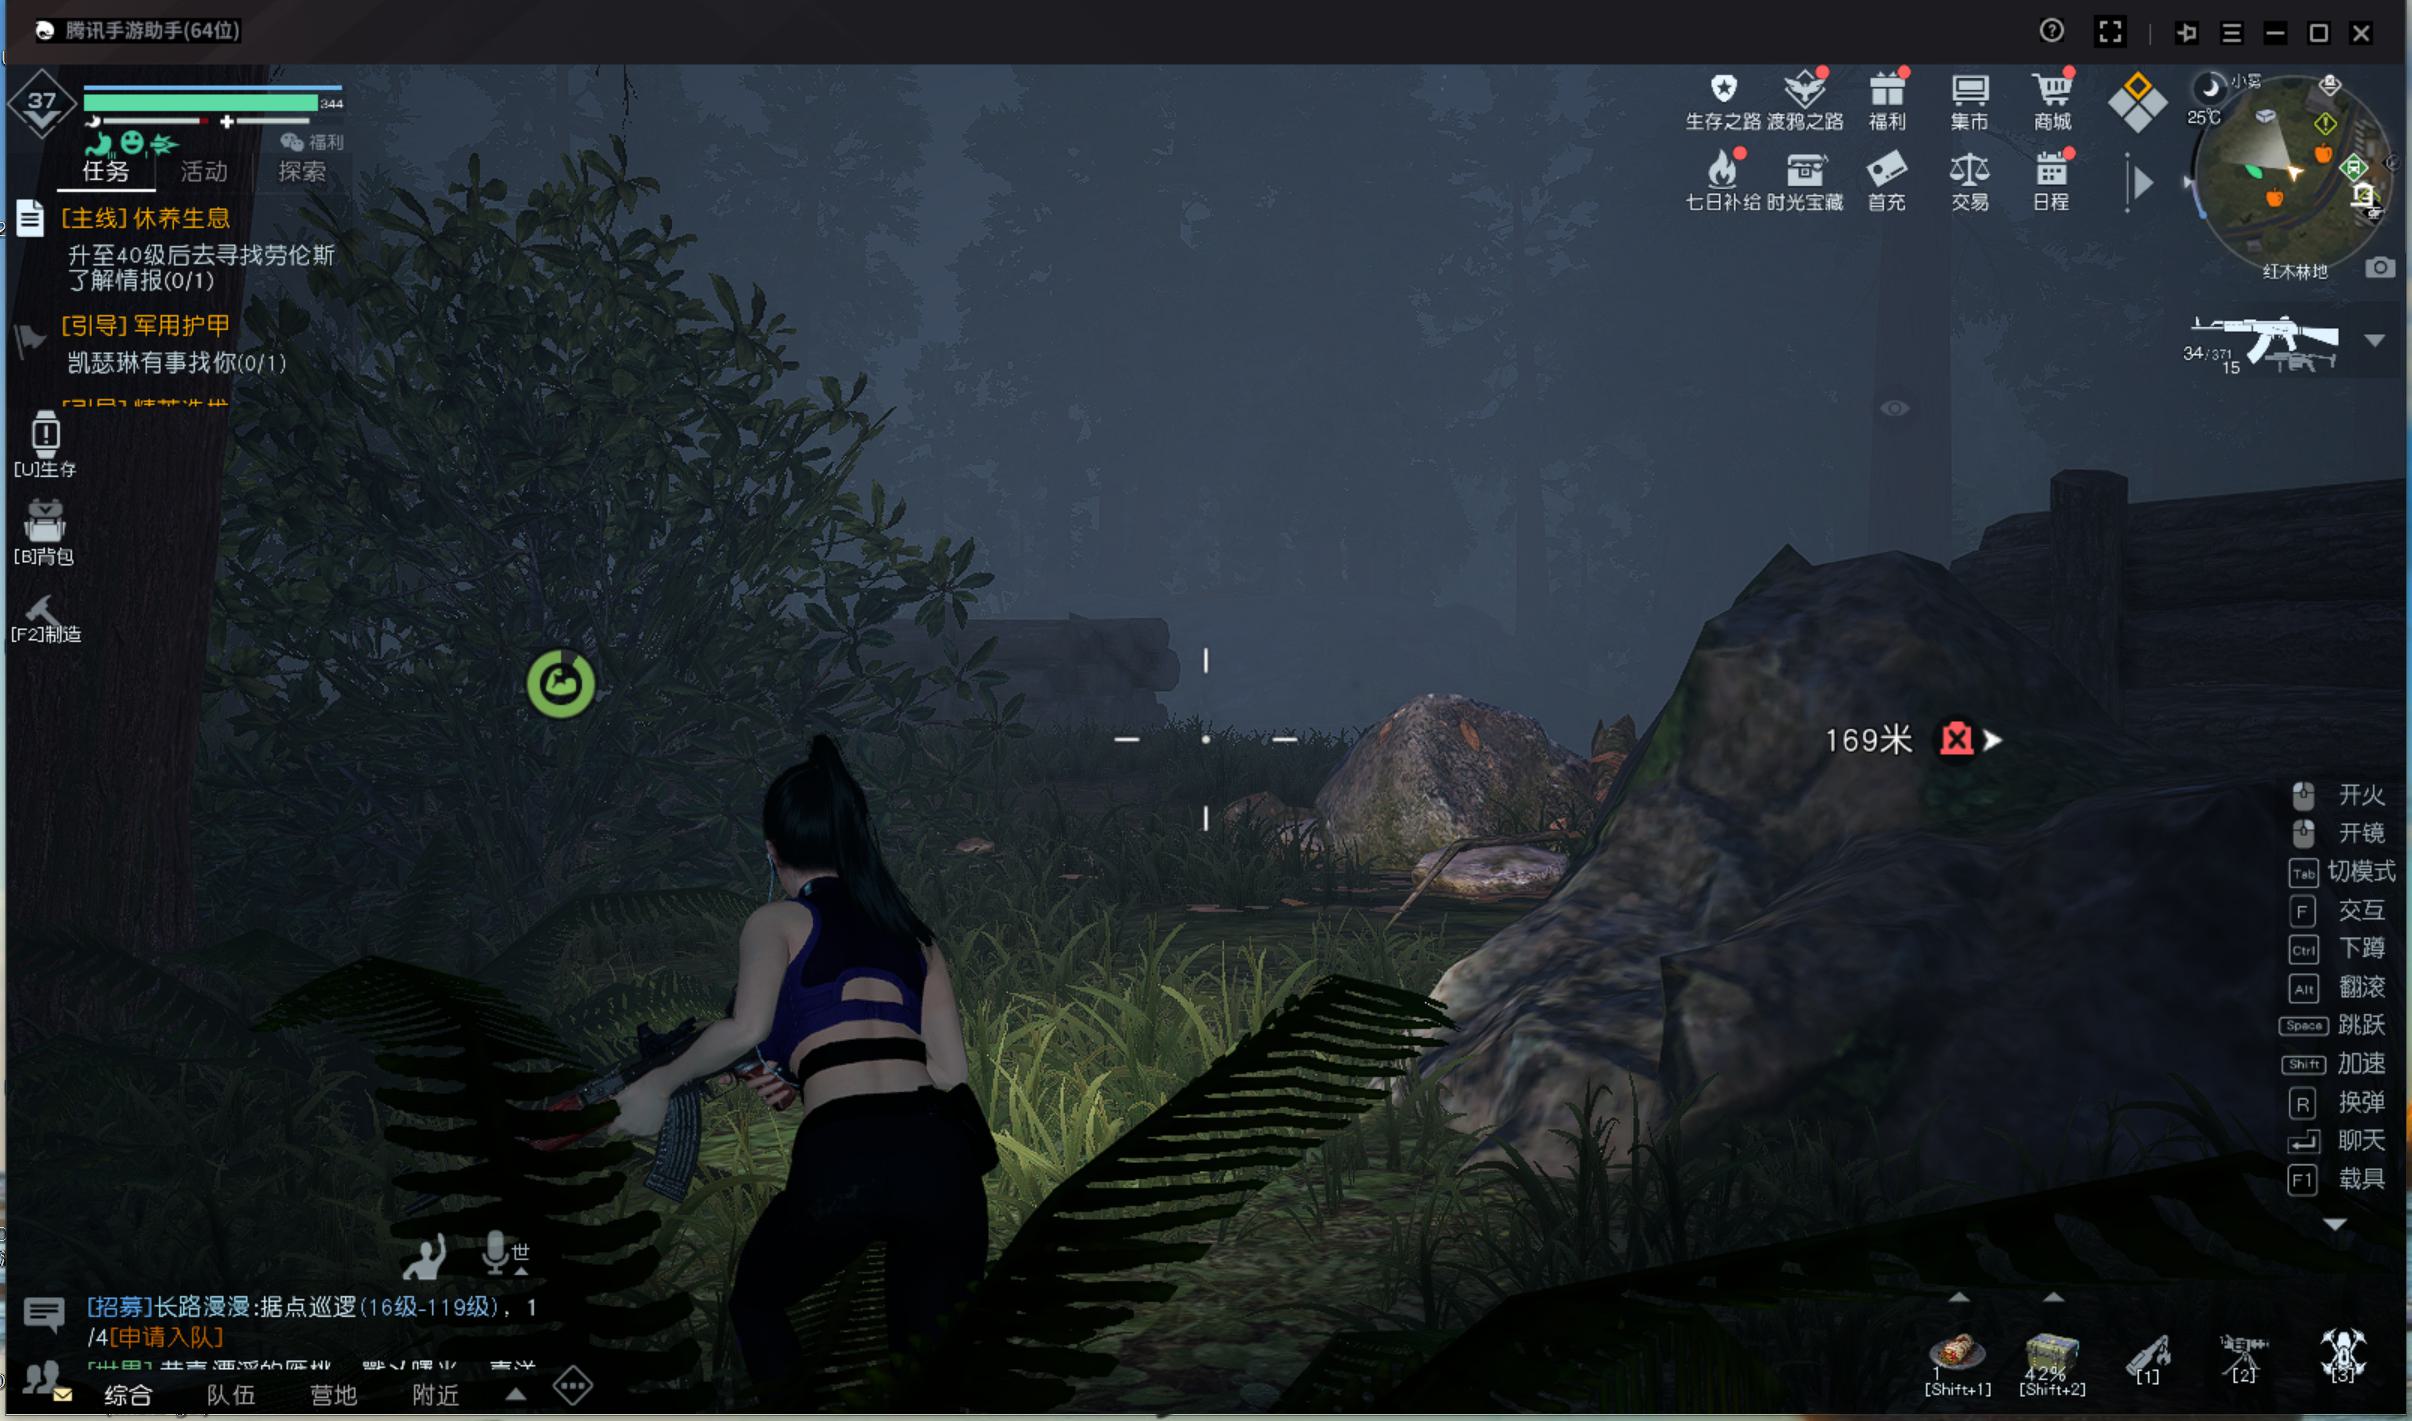 腾讯手游助手(64位)
37
344
福利
任务 活动 探索
[主线] 休养生息
升至40级后去寻找劳伦斯
了解情报(0/1)
[引导] 军用护甲
凯瑟琳有事找你(0/1)
[U]生存
[B]背包
[F2]制造
生存之路 渡鸦之路 福利 集市 商城
七日补给 时光宝藏 首充 交易 日程
小雾
25℃
红木林地
34/371
15
169米
开火
开镜
Tab 切模式
F 交互
Ctrl 下蹲
Alt 翻滚
Space 跳跃
Shift 加速
R 换弹
聊天
F1 载具
世
[招募]长路漫漫:据点巡逻(16级-119级)，1
/4[申请入队]
综合 队伍 营地 附近
1
[Shift+1]
42%
[Shift+2]
[1]
[2]
[3]